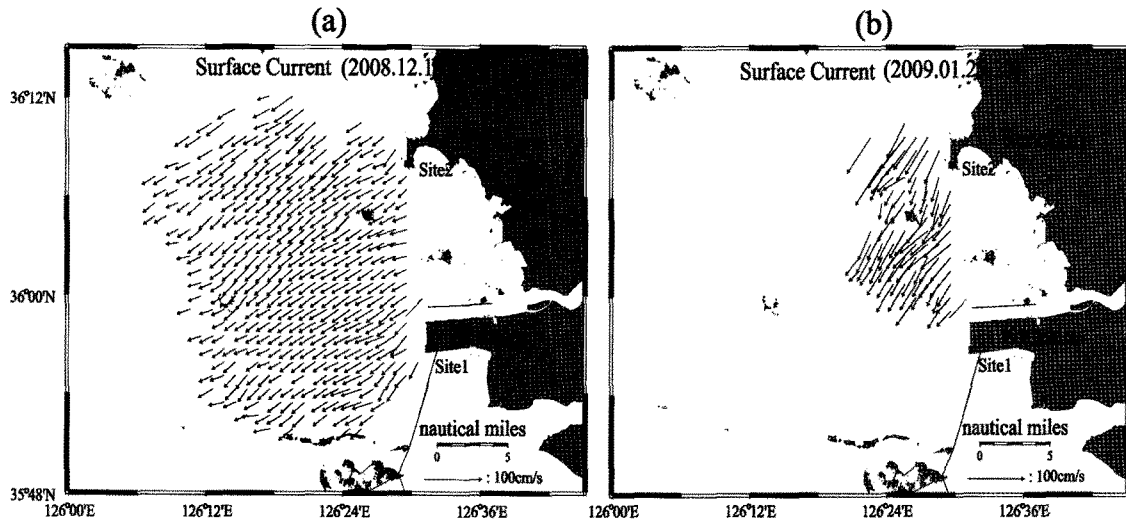 (a)
Surface Current (2008.12.1
36°12'N
Site2
36°00'N
Site1
nautical miles
0 5
: 100cm/s
35°48'N
126°00'E 126°12'E 126°24'E 126°36'E
(b)
Surface Current (2009.01.2
Site2
Site1
nautical miles
0 5
: 100cm/s
126°00'E 126°12'E 126°24'E 126°36'E